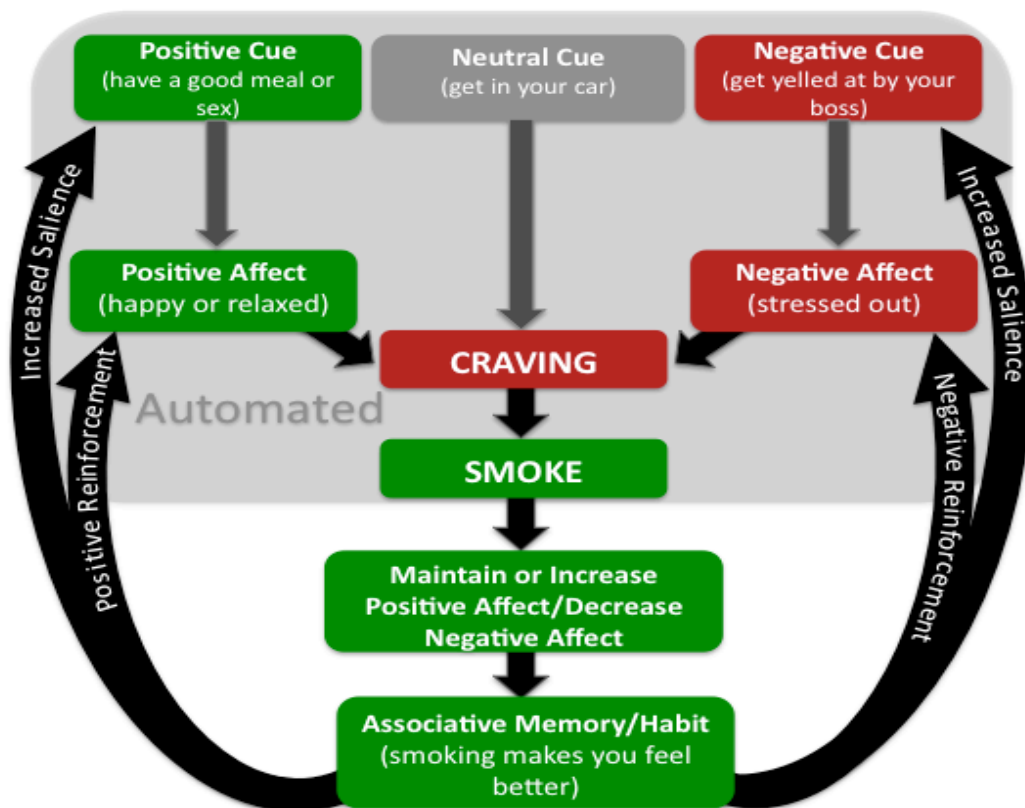 Positive Cue
(have a good meal or
sex)
Neutral Cue
(get in your car)
Negative Cue
(get yelled at by your
boss)
Increased Salience
Increased Salience
Positive Affect
(happy or relaxed)
Negative Affect
(stressed out)
CRAVING
Positive Reinforcement
Negative Reinforcement
Automated
SMOKE
Maintain or Increase
Positive Affect/Decrease
Negative Affect
Associative Memory/Habit
(smoking makes you feel
better)